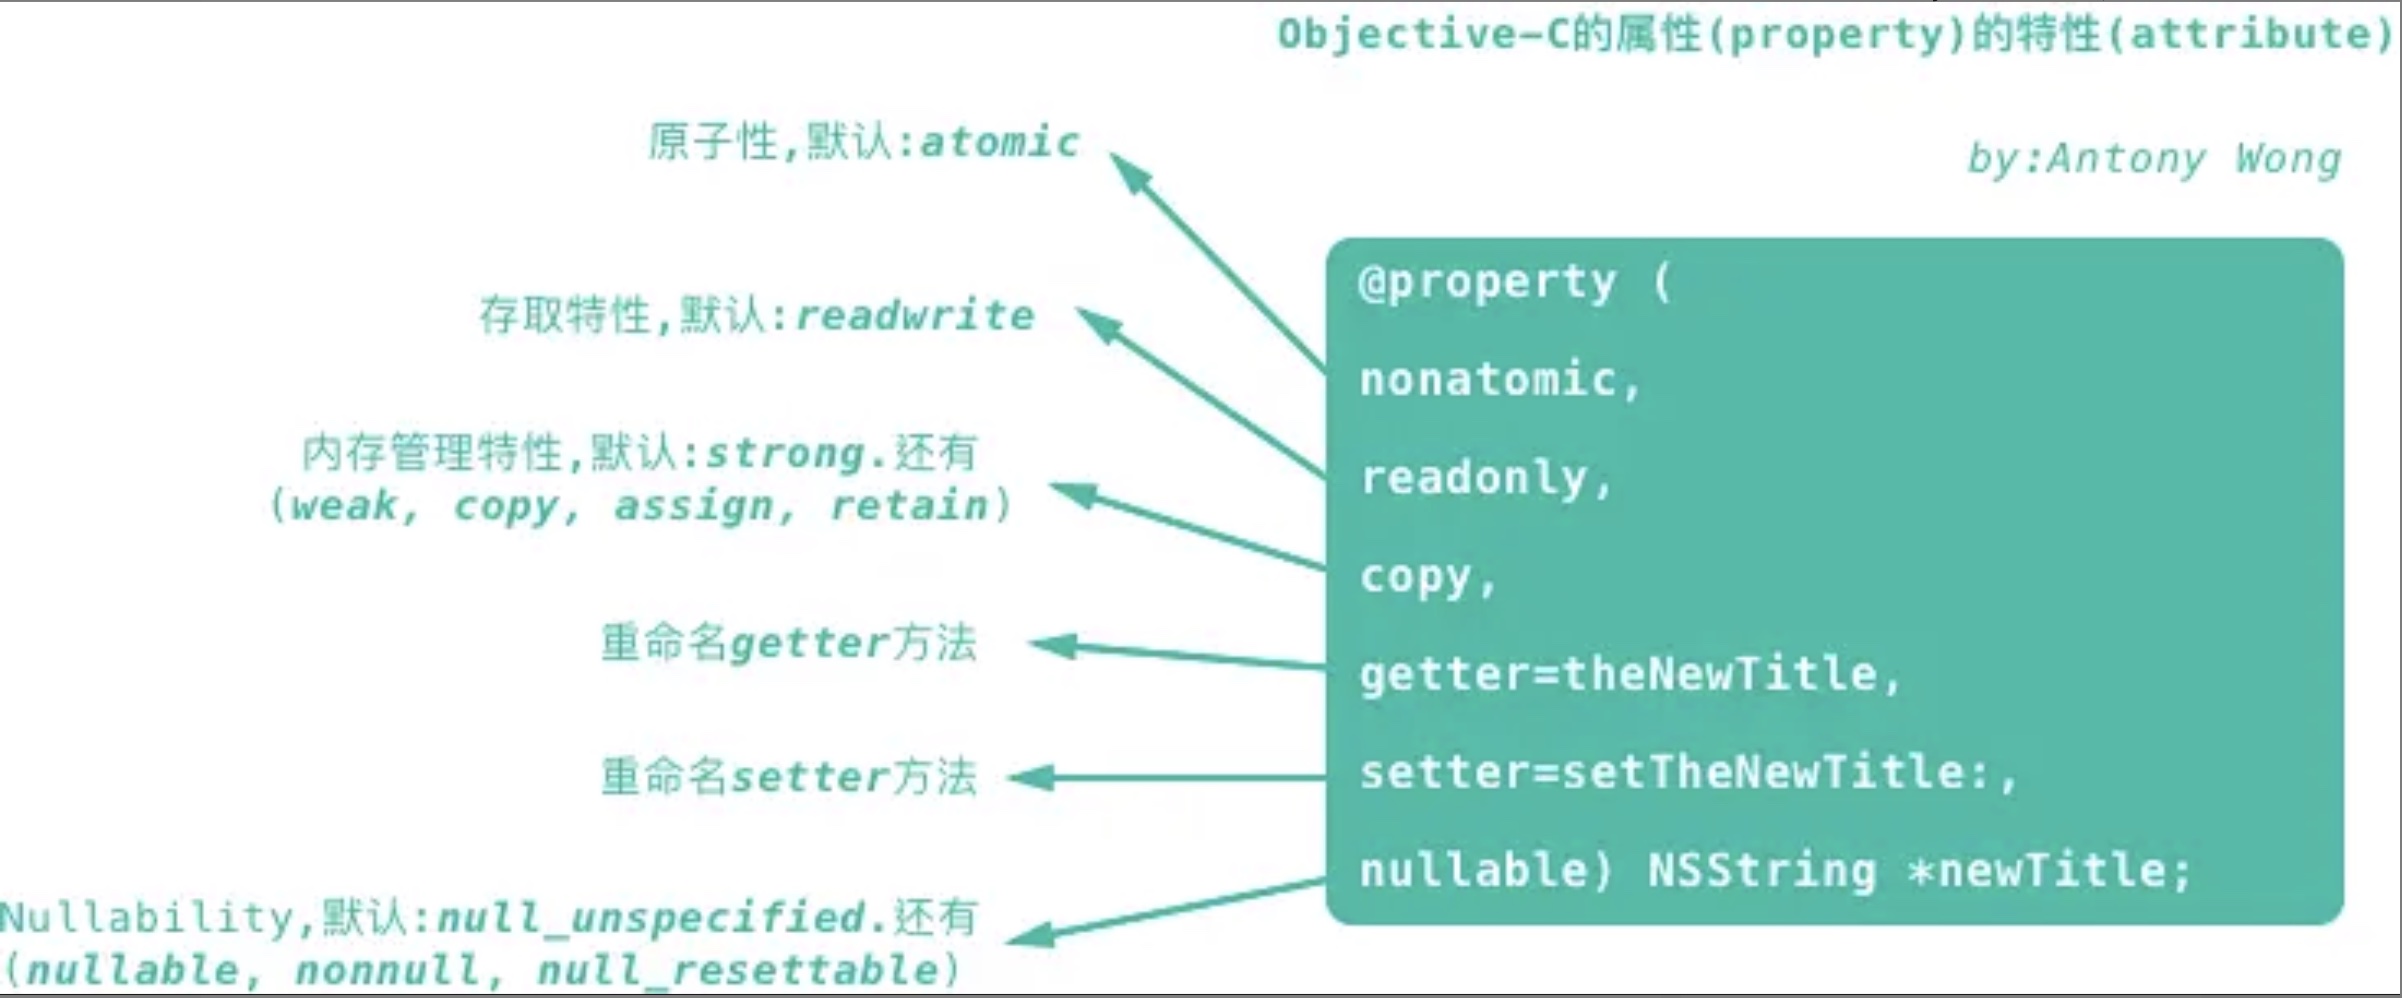 Objective-C的属性(property)的特性(attribute)
by:Antony Wong
原子性,默认:atomic
存取特性,默认:readwrite
内存管理特性,默认:strong.还有
(weak, copy, assign, retain)
重命名getter方法
重命名setter方法
Nullability,默认:null_unspecified.还有
(nullable, nonnull, null_resettable)
@property (
nonatomic,
readonly,
copy,
getter=theNewTitle,
setter=setTheNewTitle:,
nullable) NSString *newTitle;